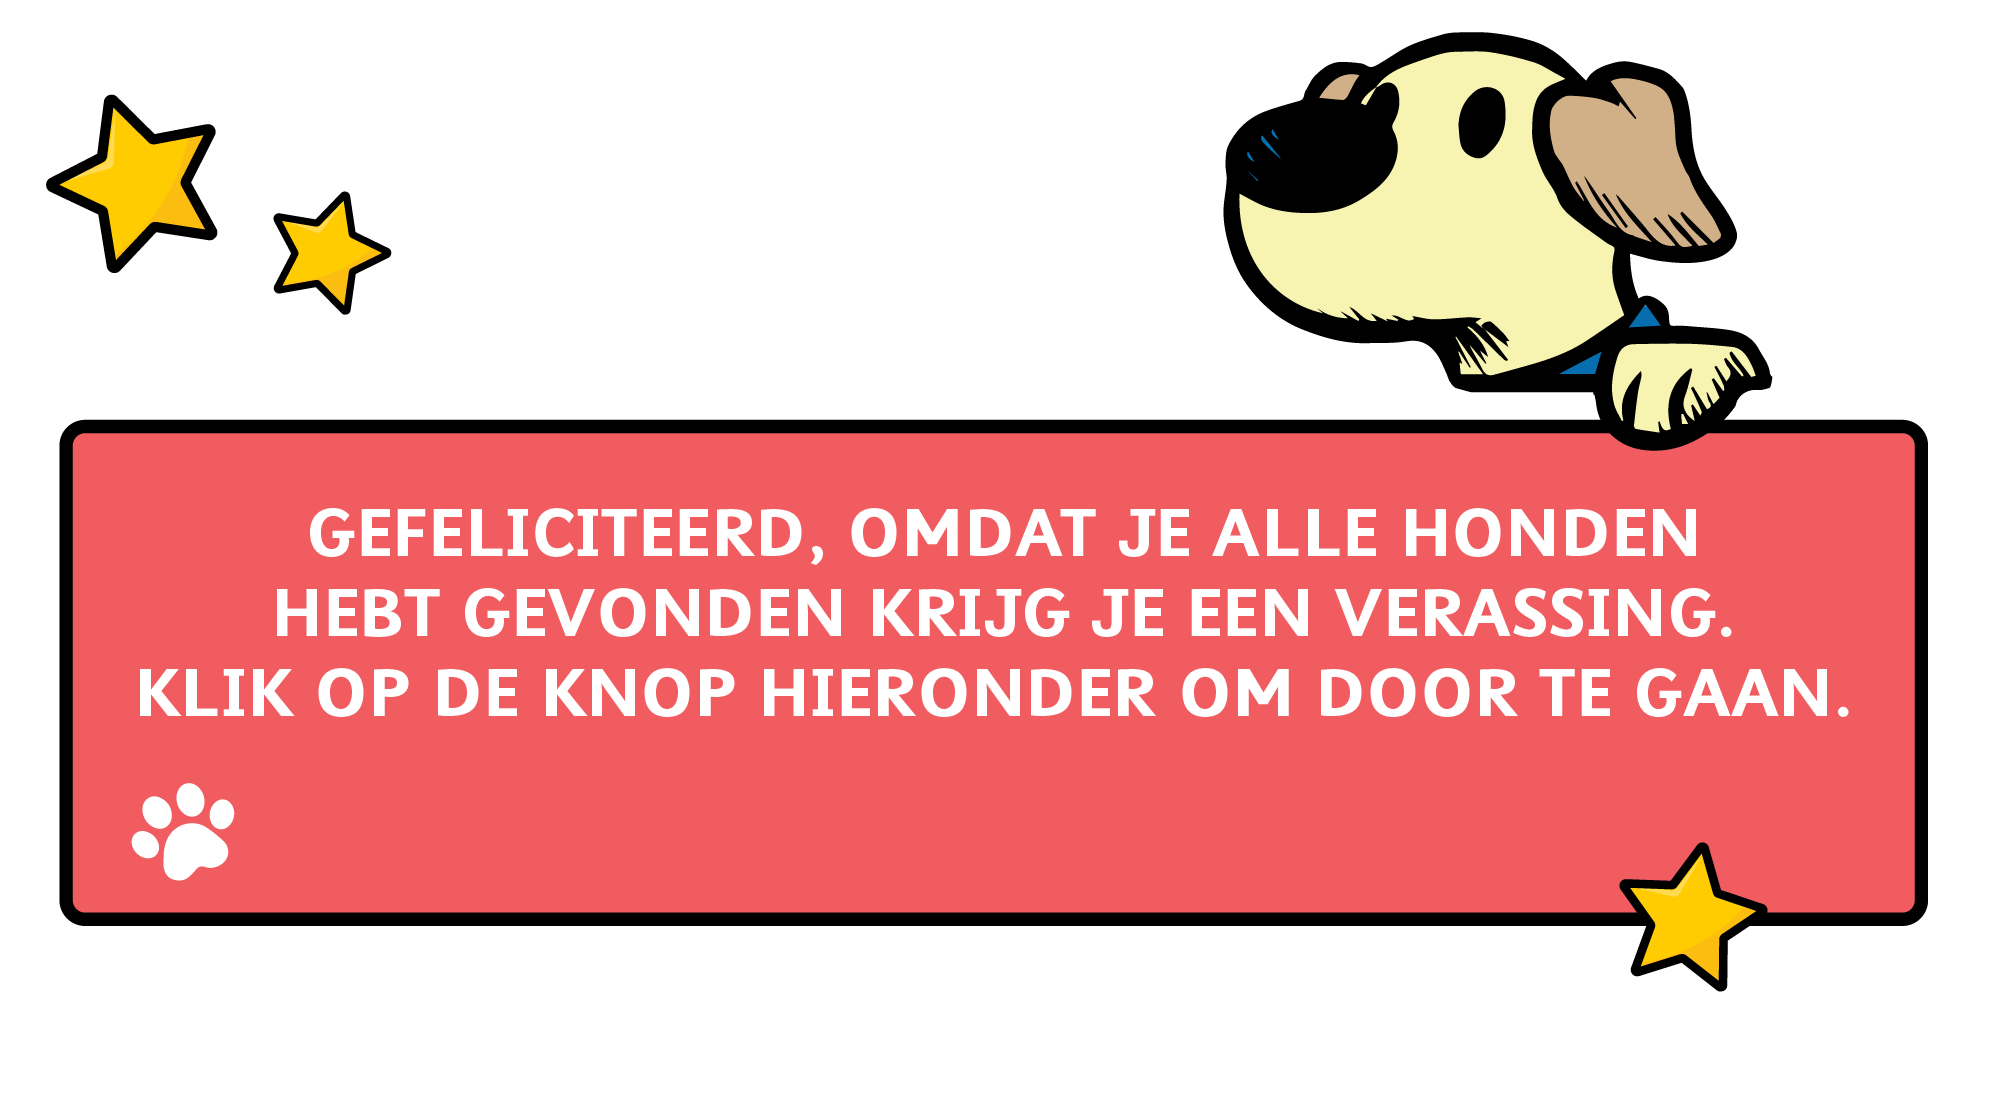 GEFELICITEERD, OMDAT JE ALLE HONDEN
HEBT GEVONDEN KRIJG JE EEN VERASSING.
KLIK OP DE KNOP HIERONDER OM DOOR TE GAAN.